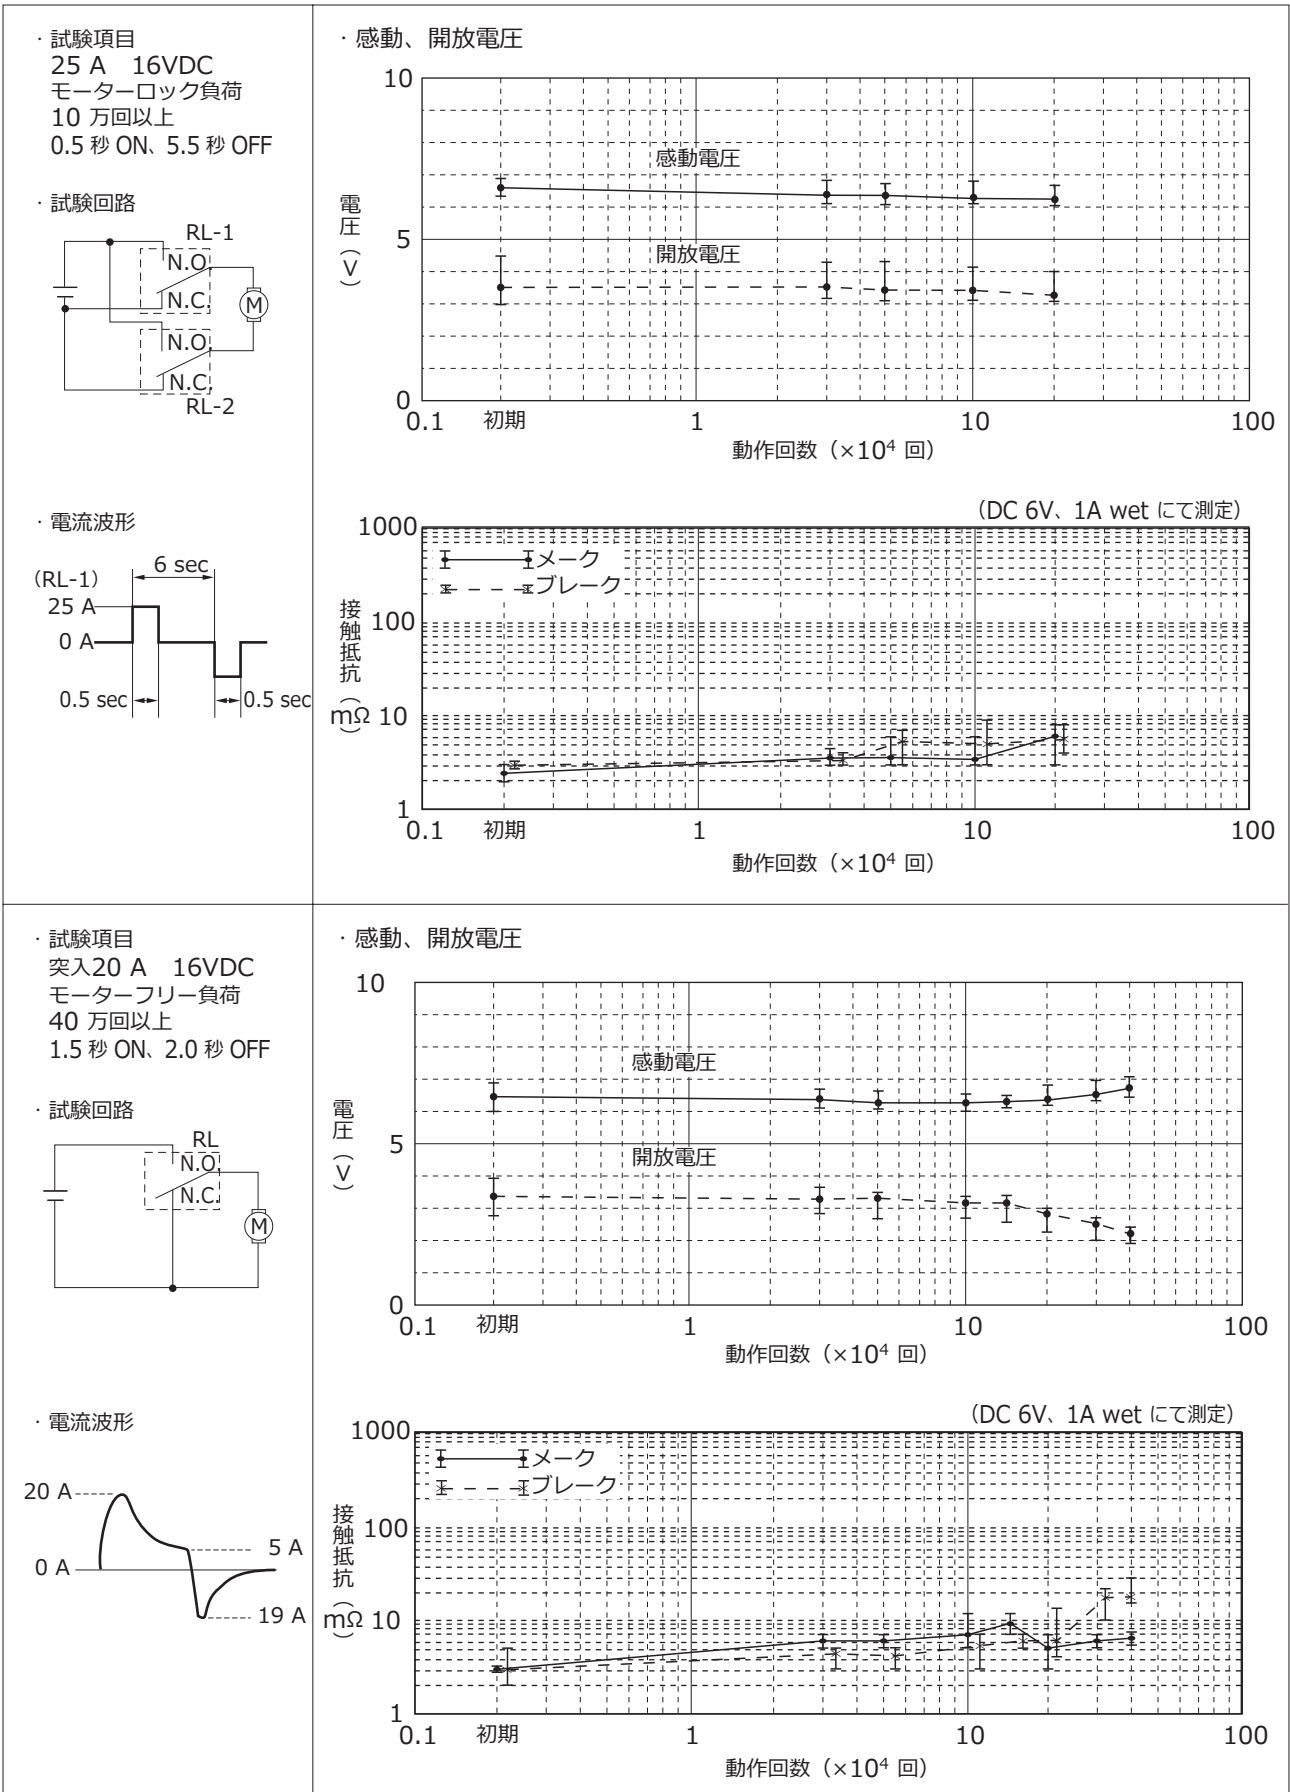 · 試験項目
25 A 16VDC
モーターロック負荷
10 万回以上
0.5 秒 ON、5.5 秒 OFF
· 試験回路
RL-1
N.O.
N.C.
M
N.O.
N.C.
RL-2
· 電流波形
(RL-1)
6 sec
25 A
0 A
0.5 sec
0.5 sec
· 感動、開放電圧
10
感動電圧
電圧（V）
5
開放電圧
0
0.1
初期
1
10
100
動作回数（×10⁴ 回）
（DC 6V、1A wet にて測定）
1000
メーク
ブレーク
接触抵抗（mΩ）
100
10
1
0.1
初期
1
10
100
動作回数（×10⁴ 回）
· 試験項目
突入20 A 16VDC
モーターフリー負荷
40 万回以上
1.5 秒 ON、2.0 秒 OFF
· 試験回路
RL
N.O.
N.C.
M
· 電流波形
20 A
5 A
0 A
19 A
· 感動、開放電圧
10
感動電圧
電圧（V）
5
開放電圧
0
0.1
初期
1
10
100
動作回数（×10⁴ 回）
（DC 6V、1A wet にて測定）
1000
メーク
ブレーク
接触抵抗（mΩ）
100
10
1
0.1
初期
1
10
100
動作回数（×10⁴ 回）